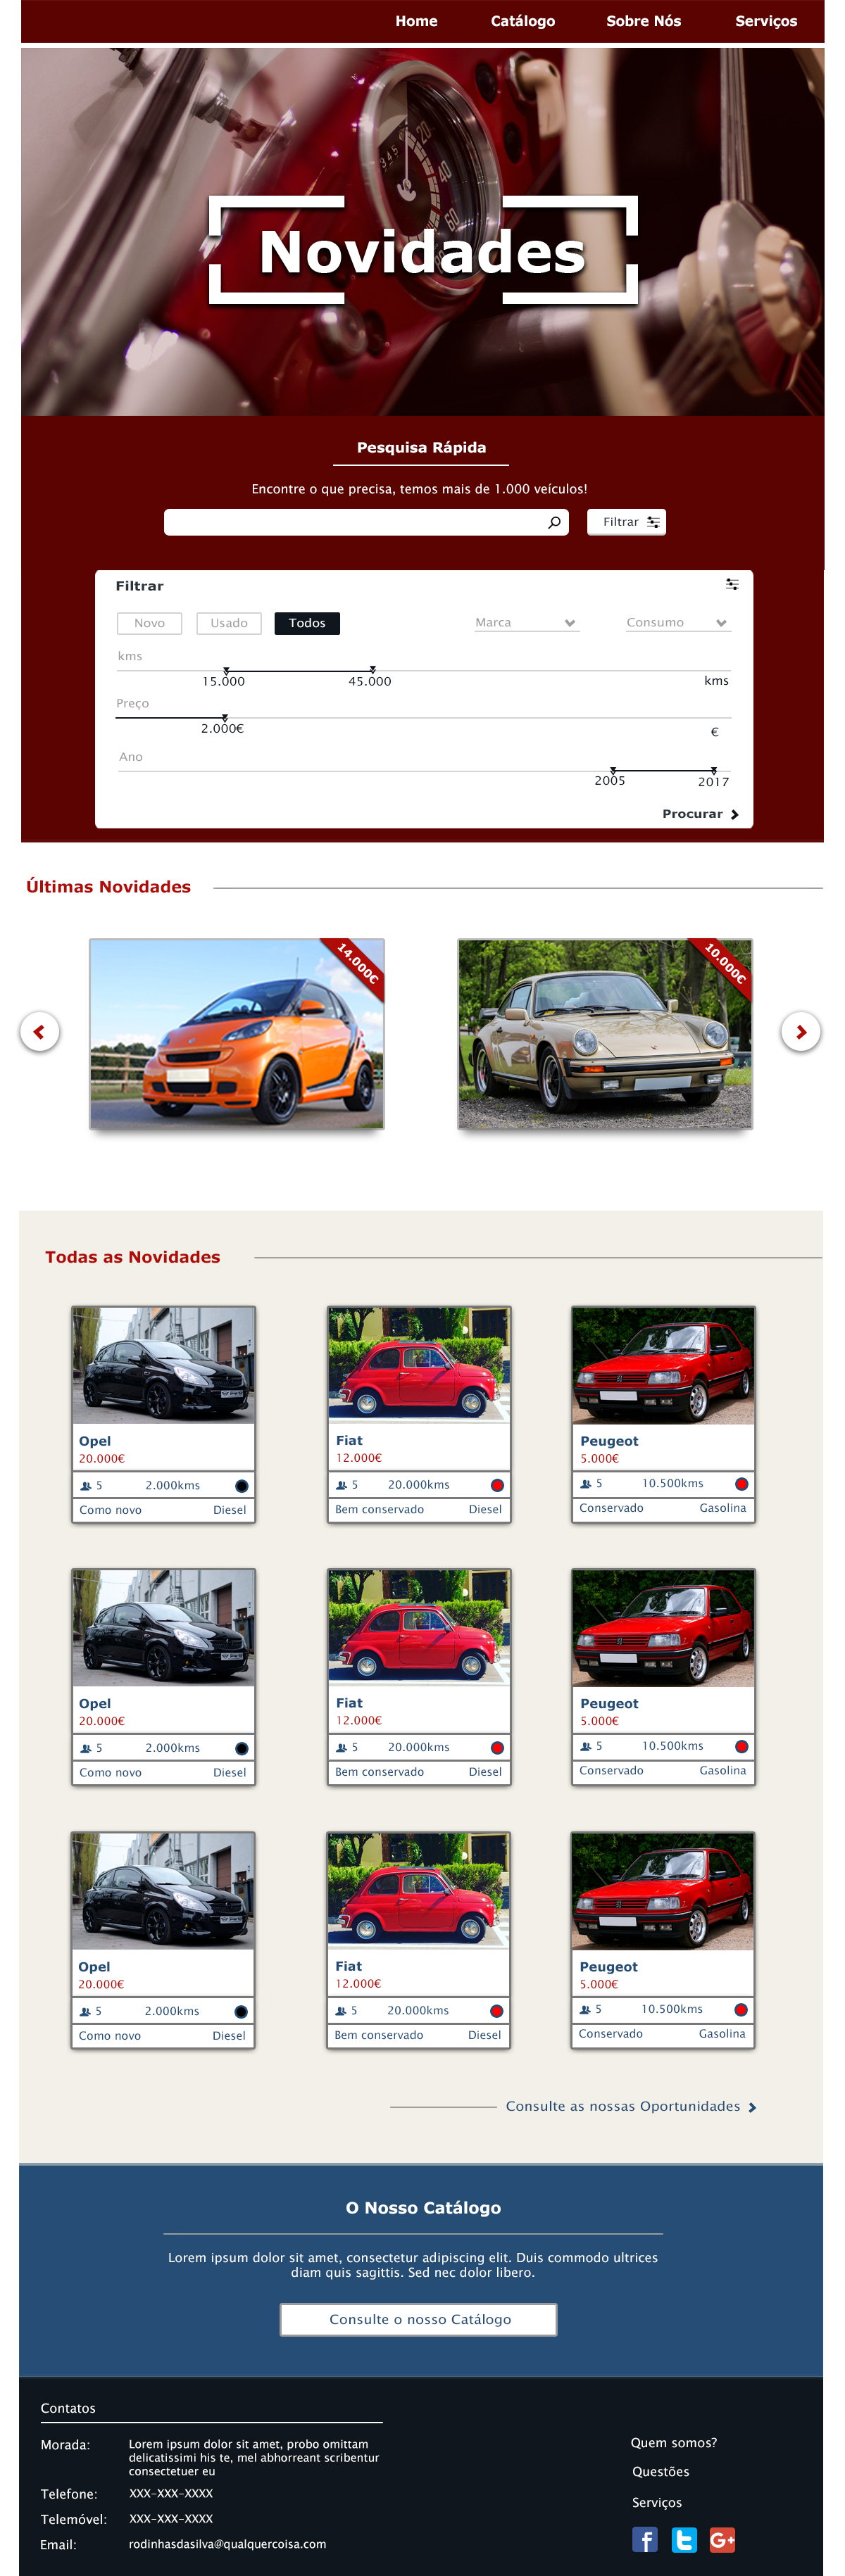 Home Catálogo Sobre Nós Serviços
Novidades
Pesquisa Rápida
Encontre o que precisa, temos mais de 1.000 veículos!
Filtrar
Filtrar
Novo Usado Todos Marca Consumo
kms
15.000 45.000 kms
Preço
2.000€ €
Ano
2005 2017
Procurar
Últimas Novidades
14.000€ 10.000€
Todas as Novidades
Opel Fiat Peugeot
20.000€ 12.000€ 5.000€
5 2.000kms 5 20.000kms 5 10.500kms
Como novo Diesel Bem conservado Diesel Conservado Gasolina
Opel Fiat Peugeot
20.000€ 12.000€ 5.000€
5 2.000kms 5 20.000kms 5 10.500kms
Como novo Diesel Bem conservado Diesel Conservado Gasolina
Opel Fiat Peugeot
20.000€ 12.000€ 5.000€
5 2.000kms 5 20.000kms 5 10.500kms
Como novo Diesel Bem conservado Diesel Conservado Gasolina
Consulte as nossas Oportunidades
O Nosso Catálogo
Lorem ipsum dolor sit amet, consectetur adipiscing elit. Duis commodo ultrices
diam quis sagittis. Sed nec dolor libero.
Consulte o nosso Catálogo
Contatos
Morada: Lorem ipsum dolor sit amet, probo omittam
delicatissimi his te, mel abhorreant scribentur
consectetuer eu
Telefone: XXX-XXX-XXXX
Telemóvel: XXX-XXX-XXXX
Email: rodinhasdasilva@qualquercoisa.com
Quem somos?
Questões
Serviços
f t G+